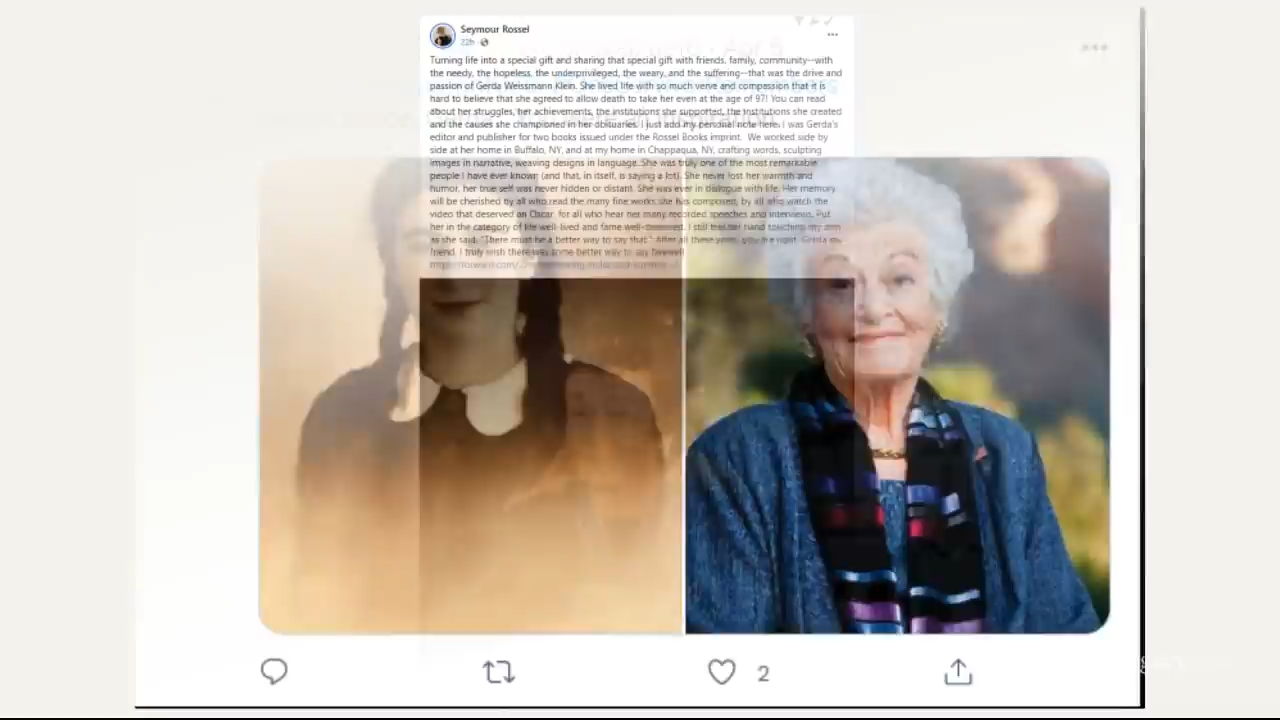 Seymour Rossel
22h
Turning life into a special gift and sharing that special gift with friends, family, community--with
the needy, the hopeless, the underprivileged, the weary, and the suffering--that was the drive and
passion of Gerda Weissmann Klein. She lived life with so much verve and compassion that it is
hard to believe that she agreed to allow death to take her even at the age of 97! You can read
about her struggles, her achievements, the institutions she supported, the institutions she created
and the causes she championed in her obituaries. I just add my personal note here. I was Gerda's
editor and publisher for two books issued under the Rossel Books imprint. We worked side by
side at her home in Buffalo, NY, and at my home in Chappaqua, NY, crafting words, sculpting
images in narrative, weaving designs in language. She was truly one of the most remarkable
people I have ever known (and that, in itself, is saying a lot). She never lost her warmth and
humor, her true self was never hidden or distant. She was ever in dialogue with life. Her memory
will be cherished by all who read the many fine works she has composed, by all who watch the
video that deserved an Oscar, for all who hear her many recorded speeches and interviews. Put
her in the category of life well-lived and fame well-deserved. I still feel her hand touching my arm
as she said, "There must be a better way to say that." After all these years, you are right, Gerda my
friend. I truly wish there was some better way to say farewell
2